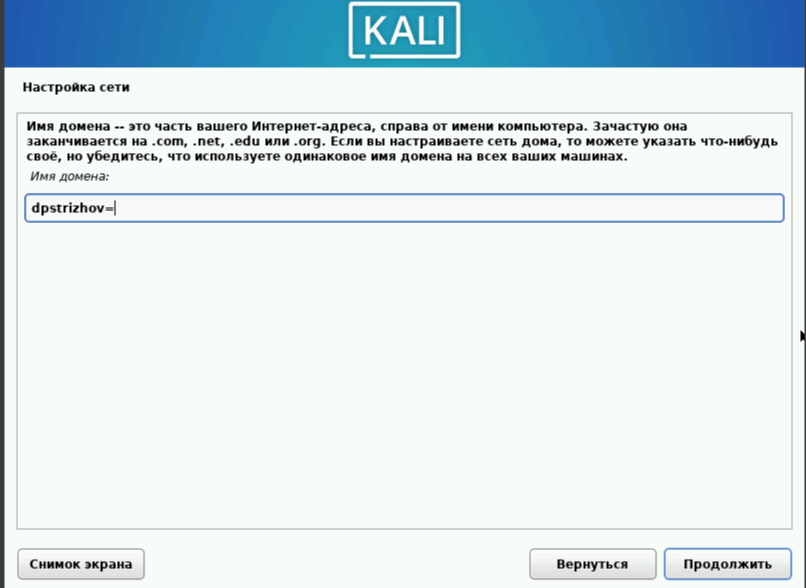 KALI
Настройка сети
Имя домена -- это часть вашего Интернет-адреса, справа от имени компьютера. Зачастую она
заканчивается на .com, .net, .edu или .org. Если вы настраиваете сеть дома, то можете указать что-нибудь
своё, но убедитесь, что используете одинаковое имя домена на всех ваших машинах.
Имя домена:
dpstrizhov=
Снимок экрана
Вернуться
Продолжить